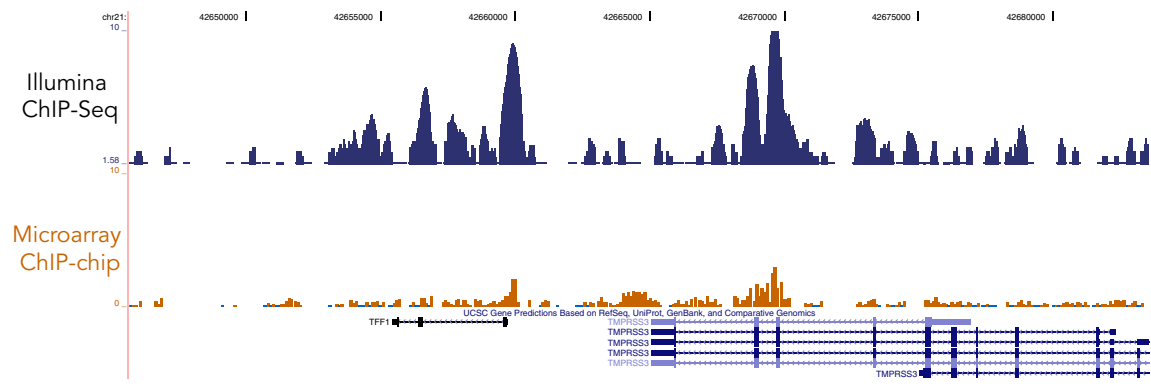 chr21: 42650000 42655000 42660000 42665000 42670000 42675000 42680000
10
Illumina
ChIP-Seq
1.58
10
Microarray
ChIP-chip
0
UCSC Gene Predictions Based on RefSeq, UniProt, GenBank, and Comparative Genomics
TFF1 TMPRSS3
TMPRSS3
TMPRSS3
TMPRSS3
TMPRSS3
TMPRSS3